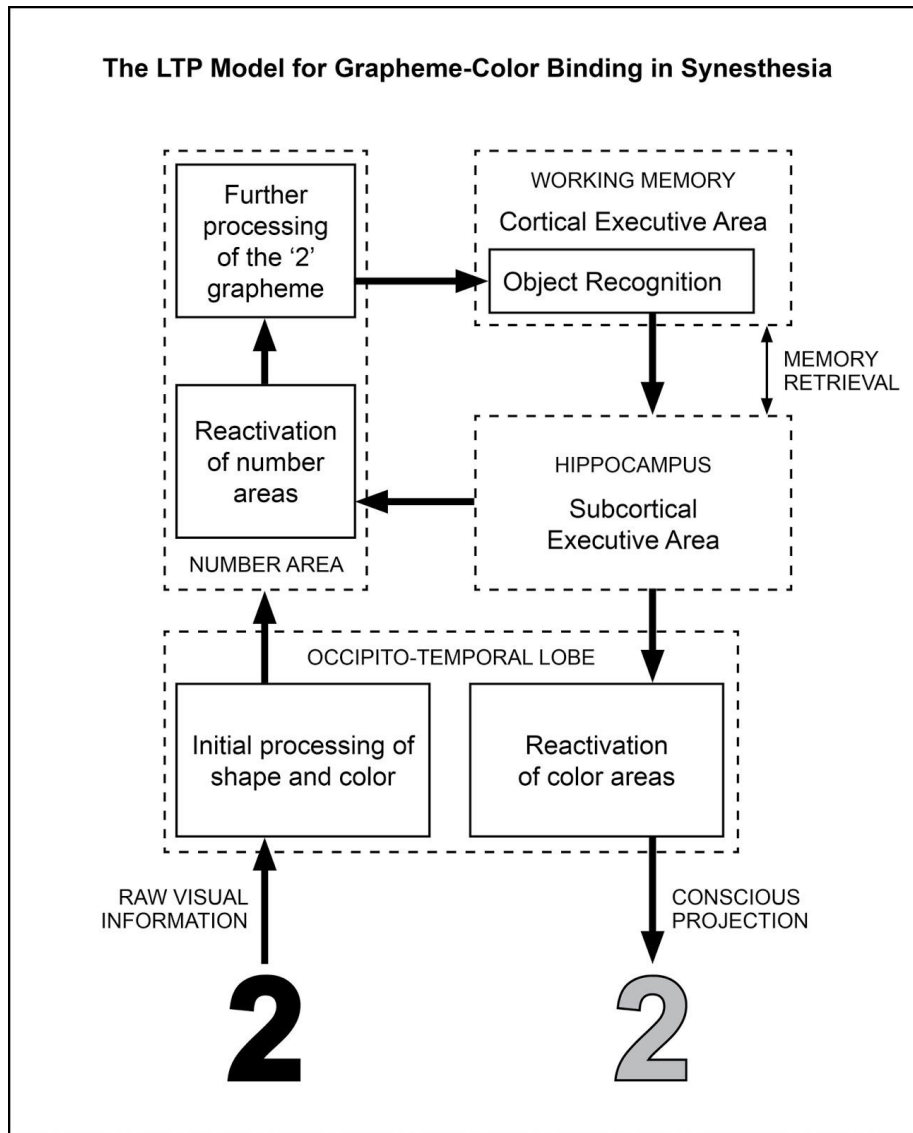 The LTP Model for Grapheme-Color Binding in Synesthesia
Further
processing
of the ‘2’
grapheme
WORKING MEMORY
Cortical Executive Area
Object Recognition
MEMORY
RETRIEVAL
Reactivation
of number
areas
NUMBER AREA
HIPPOCAMPUS
Subcortical
Executive Area
OCCIPITO-TEMPORAL LOBE
Initial processing of
shape and color
Reactivation
of color areas
RAW VISUAL
INFORMATION
CONSCIOUS
PROJECTION
2
2